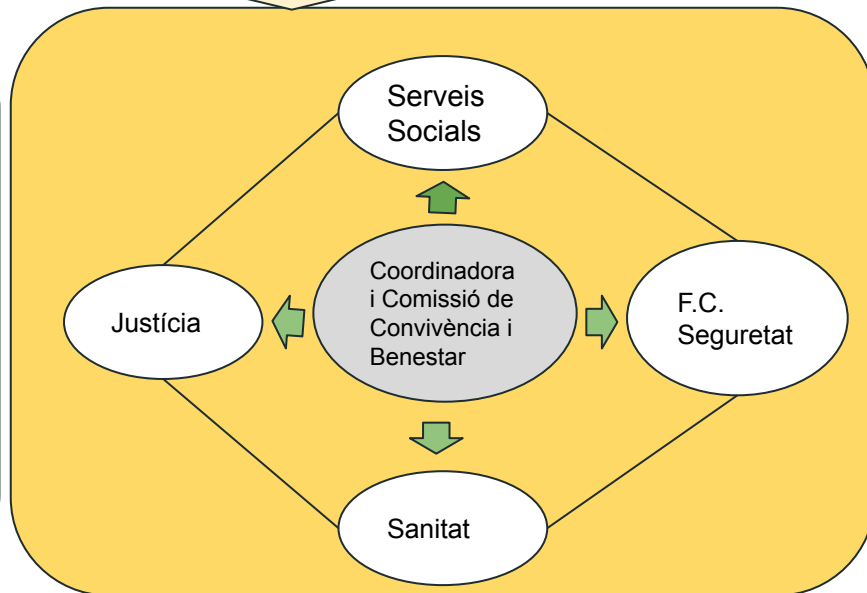 Serveis
Socials
Coordinadora
i Comissió de
Convivència i
Benestar
Justícia
F.C.
Seguretat
Sanitat